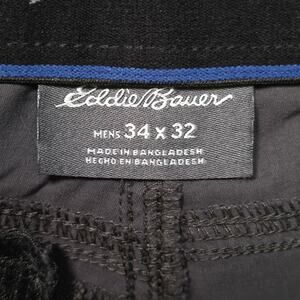 Eddie Bauer
MENS 34 x 32
MADE IN BANGLADESH
HECHO EN BANGLADESH